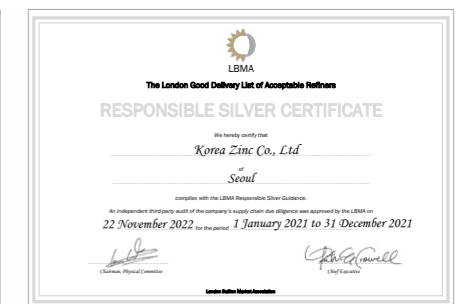 LBMA
The London Good Delivery List of Acceptable Refiners
RESPONSIBLE SILVER CERTIFICATE
We hereby certify that
Korea Zinc Co., Ltd
of
Seoul
complies with the LBMA Responsible Silver Guidance.
An independent third-party audit of the company's supply chain due diligence was approved by the LBMA on
22 November 2022 for the period 1 January 2021 to 31 December 2021
Chairman, Physical Committee Chief Executive
London Bullion Market Association